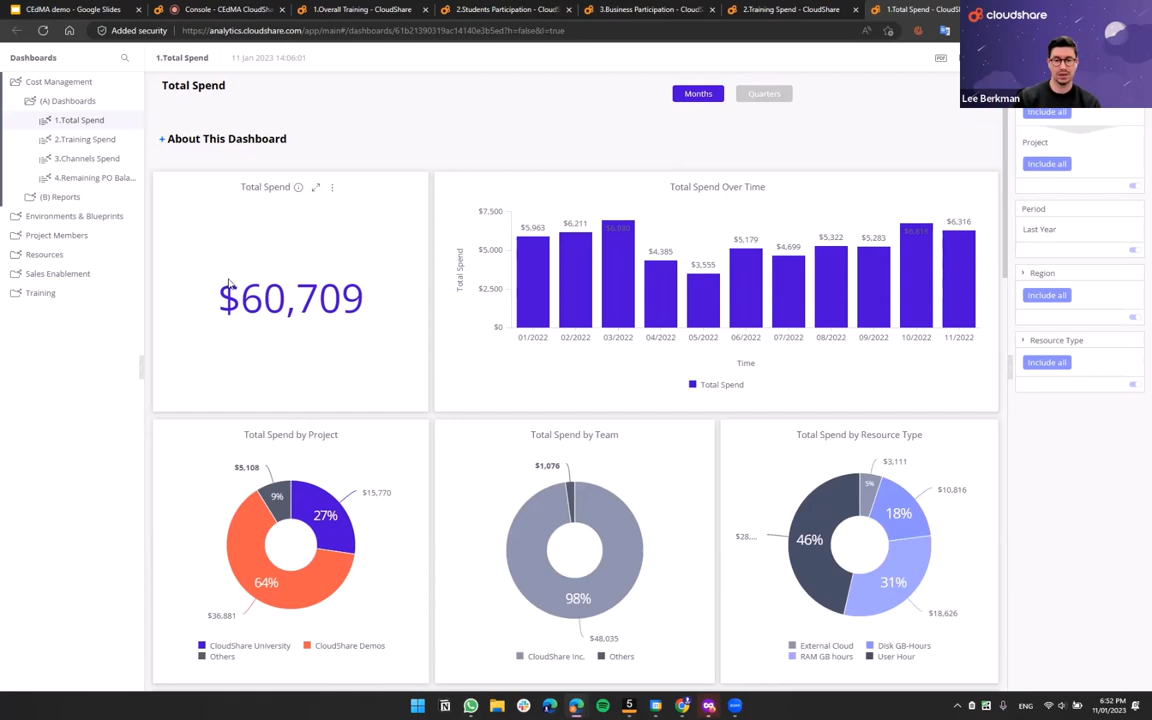 CEdMA demo - Google Slides
Console - CEdMA CloudSh
1.Overall Training - CloudShare
2.Students Participation - CloudS
3.Business Participation - CloudS
2.Training Spend - CloudShare
1.Total Spend - CloudSh
Added security
https://analytics.cloudshare.com/app/main#/dashboards/61b21390319ac14140e3b5ed?h=false&l=true
cloudshare
Lee Berkman
Dashboards
1.Total Spend
11 Jan 2023 14:06:01
Cost Management
(A) Dashboards
1.Total Spend
2.Training Spend
3.Channels Spend
4.Remaining PO Bala...
(B) Reports
Environments & Blueprints
Project Members
Resources
Sales Enablement
Training
Total Spend
Months
Quarters
+ About This Dashboard
Total Spend
$60,709
Total Spend Over Time
Total Spend
$7,500
$5,000
$2,500
$0
$5,963
$6,211
$4,385
$3,555
$5,179
$4,699
$5,322
$5,283
$6,316
01/2022
02/2022
03/2022
04/2022
05/2022
06/2022
07/2022
08/2022
09/2022
10/2022
11/2022
Time
Total Spend
Total Spend by Project
$5,108
9%
$15,770
27%
64%
$36,881
CloudShare University
CloudShare Demos
Others
Total Spend by Team
$1,076
98%
$48,035
CloudShare Inc.
Others
Total Spend by Resource Type
$3,111
5%
$10,816
18%
46%
$28,...
31%
$18,626
External Cloud
Disk GB-Hours
RAM GB hours
User Hour
Include all
Project
Include all
Period
Last Year
Region
Include all
Resource Type
Include all
ENG
6:52 PM
11/01/2023